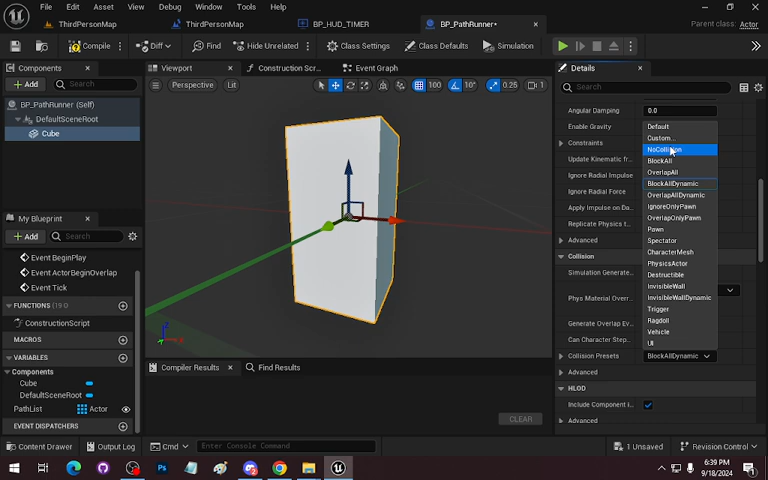 File Edit Asset View Debug Window Tools Help
ThirdPersonMap ThirdPersonMap BP_HUD_TIMER BP_PathRunner* Parent class: Actor
Compile Diff Find Hide Unrelated Class Settings Class Defaults Simulation
Components Viewport Construction Scr... Event Graph Details
Add Search Perspective Lit 100 10° 0.25 1 Search
BP_PathRunner (Self)
DefaultSceneRoot
Cube
Angular Damping 0.0
Enable Gravity Default
Constraints Custom...
NoCollision
Update Kinematic fr... BlockAll
Ignore Radial Impulse OverlapAll
BlockAllDynamic
Ignore Radial Force OverlapAllDynamic
Apply Impulse on Da... IgnoreOnlyPawn
My Blueprint Replicate Physics t... OverlapOnlyPawn
Add Search Pawn
Advanced Spectator
Event BeginPlay Collision CharacterMesh
Event ActorBeginOverlap Simulation Generate... PhysicsActor
Destructible
Event Tick InvisibleWall
Phys Material Overr... InvisibleWallDynamic
FUNCTIONS (19 O Trigger
ConstructionScript Generate Overlap Ev... Ragdoll
MACROS Can Character Step... Vehicle
UI
VARIABLES Collision Presets BlockAllDynamic
Components Compiler Results Find Results Advanced
Cube HLOD
DefaultSceneRoot
PathList Actor Include Component i...
EVENT DISPATCHERS CLEAR Advanced
Content Drawer Output Log Cmd Enter Console Command 1 Unsaved Revision Control
6:39 PM
9/18/2024